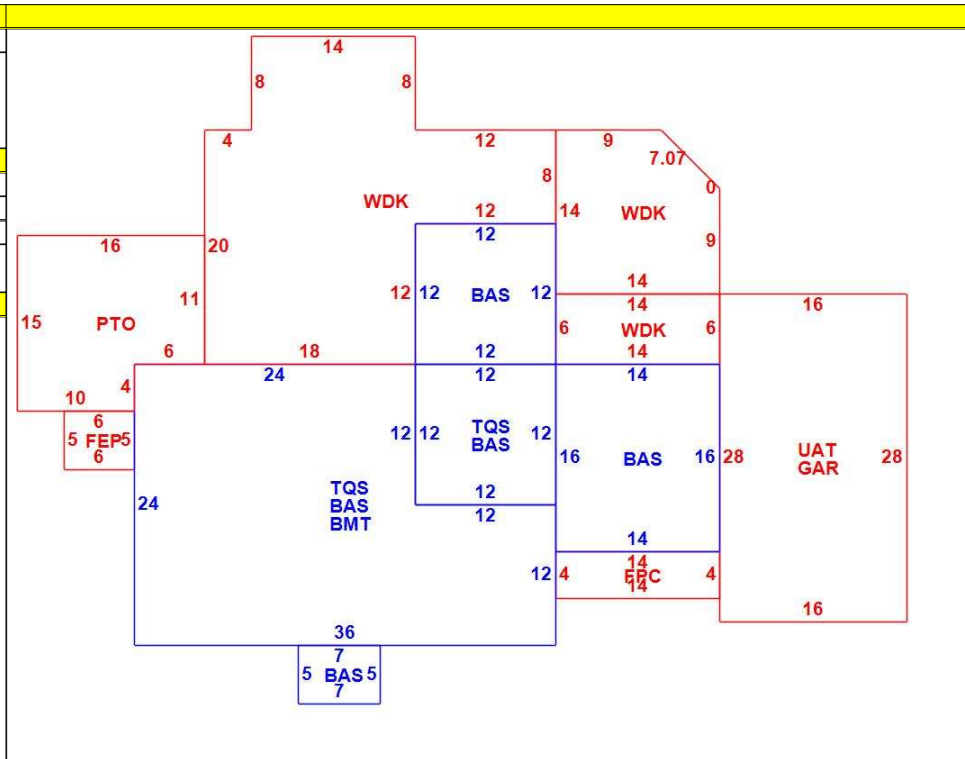 14
8 8
4 12 9
7.07
8 0
WDK 12 14 WDK
12 9
16 20
11 12 12 BAS 12 14 16
15 PTO 14
6 WDK 6
6 18 12 14
24 12 14
4
10
6 12 12 TQS 12
5 FEP 5 BAS 16 BAS 16 28 UAT 28
6 GAR
TQS 12
24 BAS 12
BMT
14
12 4 14 4
FPC
14
16
36
7
5 BAS 5
7